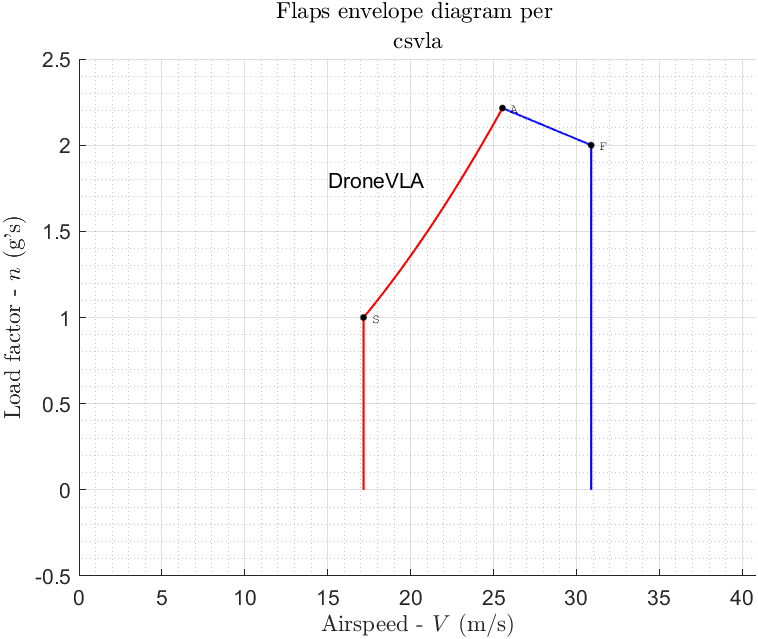 Flaps envelope diagram per
csvla
2.5
A
2
F
DroneVLA
1.5
Load factor - n (g's)
1
S
0.5
0
-0.5
0 5 10 15 20 25 30 35 40
Airspeed - V (m/s)